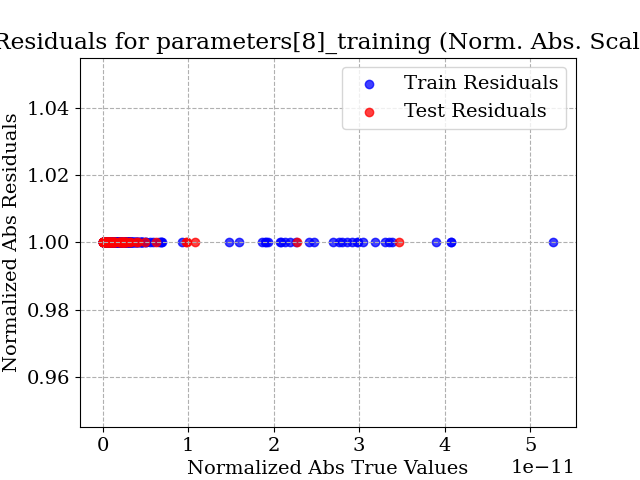 Residuals for parameters[8]_training (Norm. Abs. Scal
Train Residuals
Test Residuals
Normalized Abs Residuals
1.04
1.02
1.00
0.98
0.96
0 1 2 3 4 5
1e−11
Normalized Abs True Values